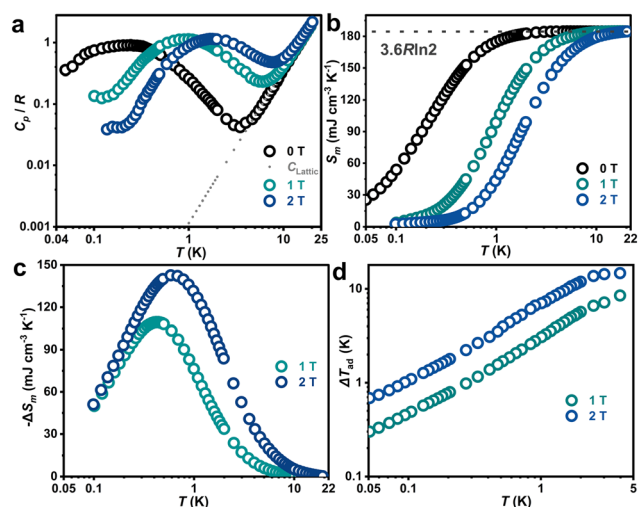 a
C_p / R
1
0.1
0.01
0.001
0 T
C_Lattic
1 T
2 T
0.04 0.1 1 10 25
T (K)
b
S_m (mJ cm⁻³ K⁻¹)
180
150
120
90
60
30
0
3.6Rln2
0 T
1 T
2 T
0.05 0.1 1 10 22
T (K)
c
-ΔS_m (mJ cm⁻³ K⁻¹)
150
120
90
60
30
0
1 T
2 T
0.05 0.1 1 10 22
T (K)
d
ΔT_ad (K)
10
1
0.1
1 T
2 T
0.05 0.1 1 4
T (K)